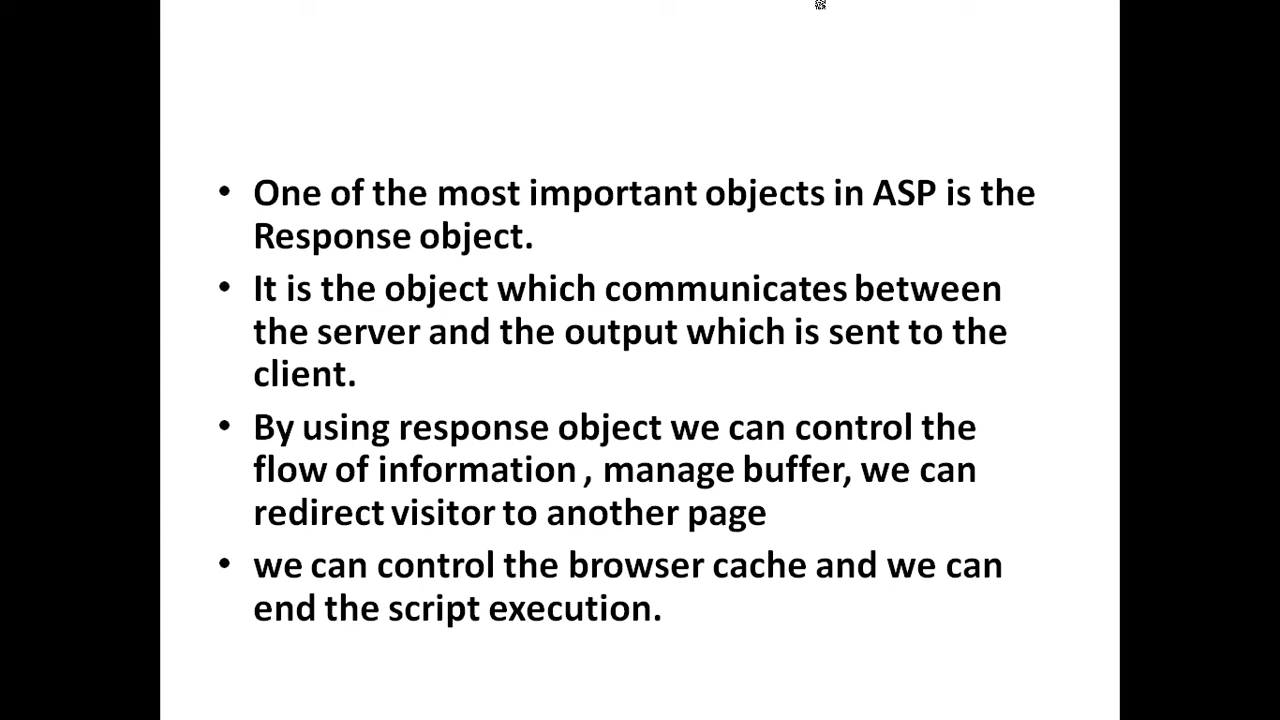 • One of the most important objects in ASP is the
Response object.
• It is the object which communicates between
the server and the output which is sent to the
client.
• By using response object we can control the
flow of information , manage buffer, we can
redirect visitor to another page
• we can control the browser cache and we can
end the script execution.